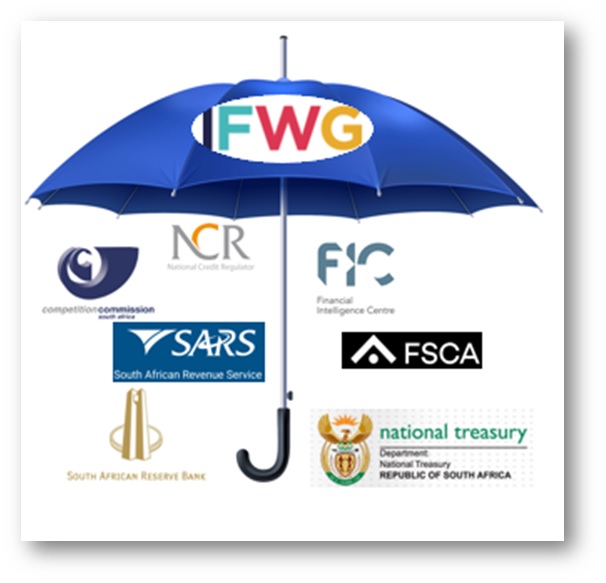 IFWG
NCR
National Credit Regulator
competitioncommission
south africa
FIC
Financial
Intelligence Centre
SARS
South African Revenue Service
FSCA
SOUTH AFRICAN RESERVE BANK
national treasury
Department:
National Treasury
REPUBLIC OF SOUTH AFRICA